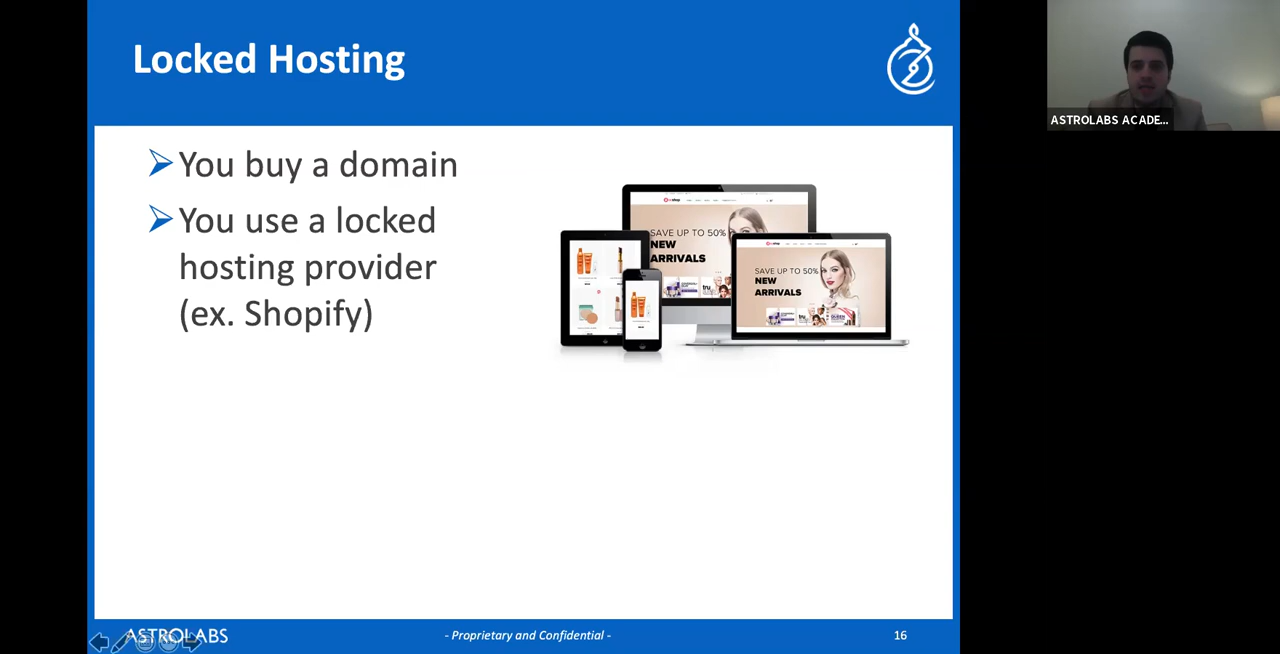 Locked Hosting
You buy a domain
You use a locked
hosting provider
(ex. Shopify)
SAVE UP TO 50%
NEW
ARRIVALS
SAVE UP TO 50%
NEW
ARRIVALS
ASTROLABS ACADE...
ASTROLABS
- Proprietary and Confidential -
16